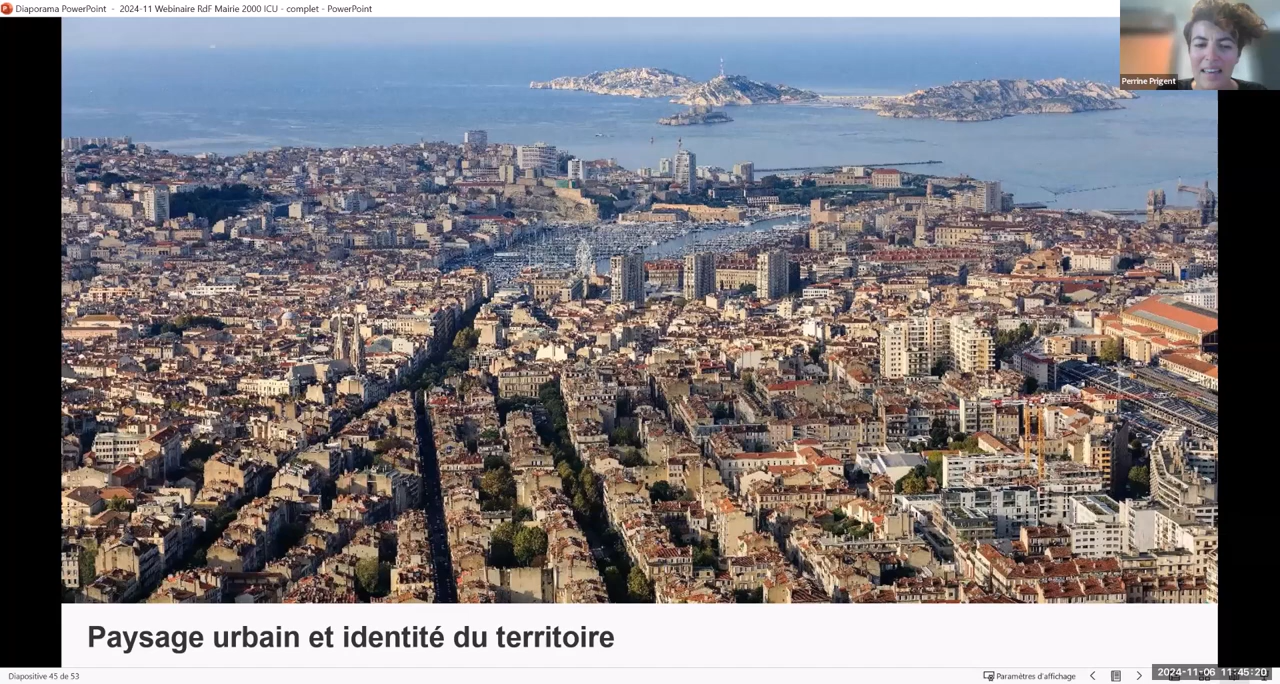 Diaporama PowerPoint - 2024-11 Webinaire RdF Mairie 2000 ICU - complet - PowerPoint
Perrine Prigent
Paysage urbain et identité du territoire
Diapositive 45 de 53
Paramètres d'affichage
2024-11-06 11:45:20